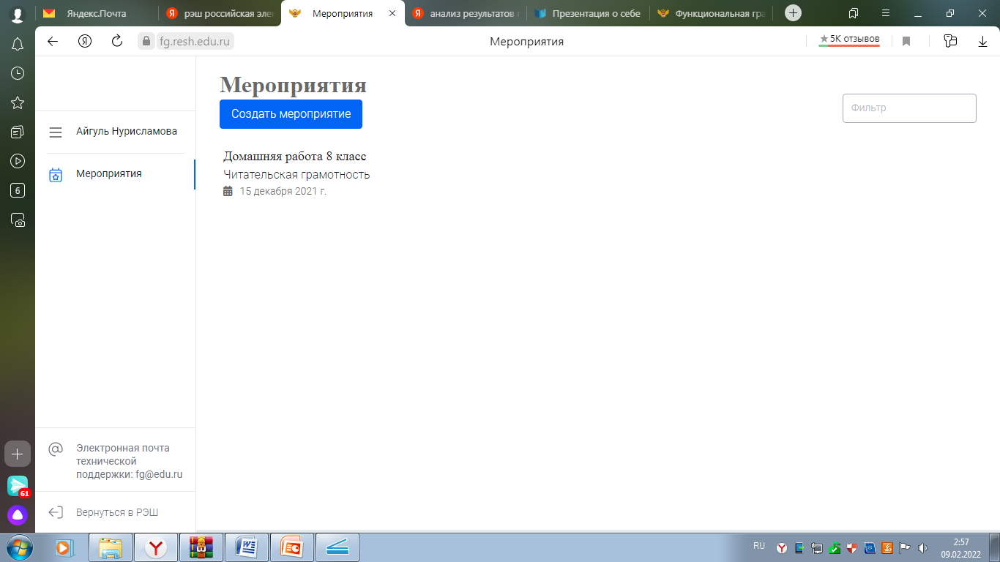 Яндекс.Почта
рэш российская эле
Мероприятия
анализ результатов
Презентация о себе
Функциональная гра
fg.resh.edu.ru
Мероприятия
5К отзывов
Мероприятия
Создать мероприятие
Фильтр
Айгуль Нурисламова
Мероприятия
Домашняя работа 8 класс
Читательская грамотность
15 декабря 2021 г.
6
Электронная почта
технической
поддержки: fg@edu.ru
61
Вернуться в РЭШ
RU
2:57
09.02.2022